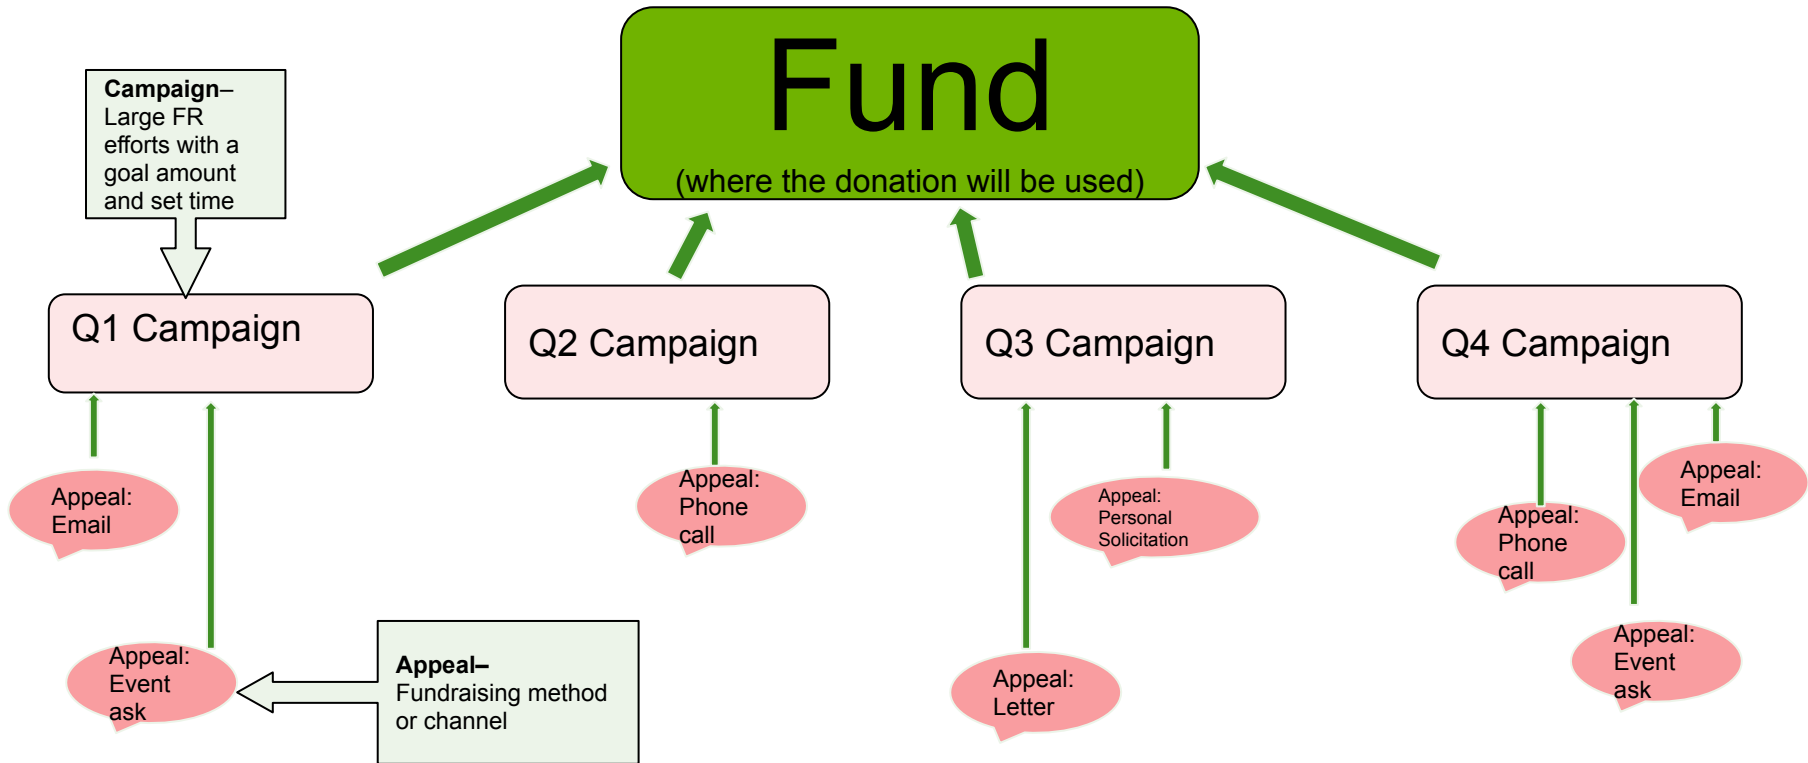 Fund
(where the donation will be used)
Campaign–
Large FR
efforts with a
goal amount
and set time
Q1 Campaign
Q2 Campaign
Q3 Campaign
Q4 Campaign
Appeal:
Email
Appeal:
Phone
call
Appeal:
Personal
Solicitation
Appeal:
Phone
call
Appeal:
Email
Appeal:
Event
ask
Appeal–
Fundraising method
or channel
Appeal:
Letter
Appeal:
Event
ask